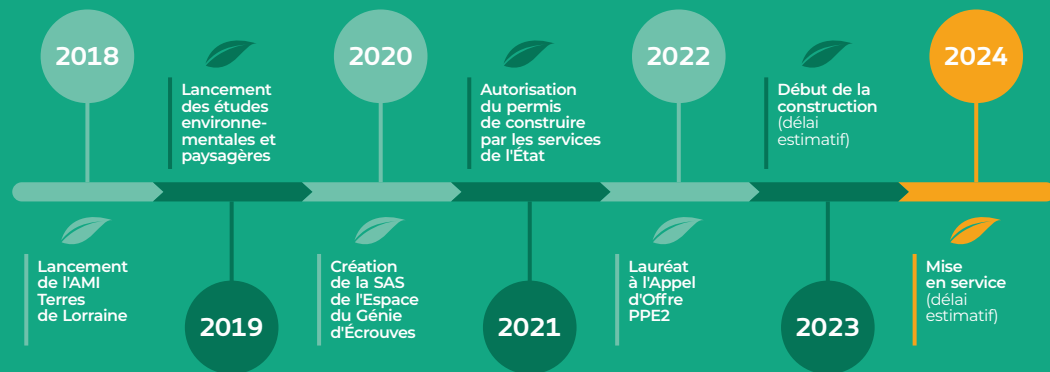 2018
Lancement
de l'AMI
Terres
de Lorraine
Lancement
des études
environne-
mentales et
paysagères
2019
2020
Création
de la SAS
de l'Espace
du Génie
d'Écrouves
Autorisation
du permis
de construire
par les services
de l'État
2021
2022
Lauréat
à l'Appel
d'Offre
PPE2
Début de la
construction
(délai
estimatif)
2023
2024
Mise
en service
(délai
estimatif)